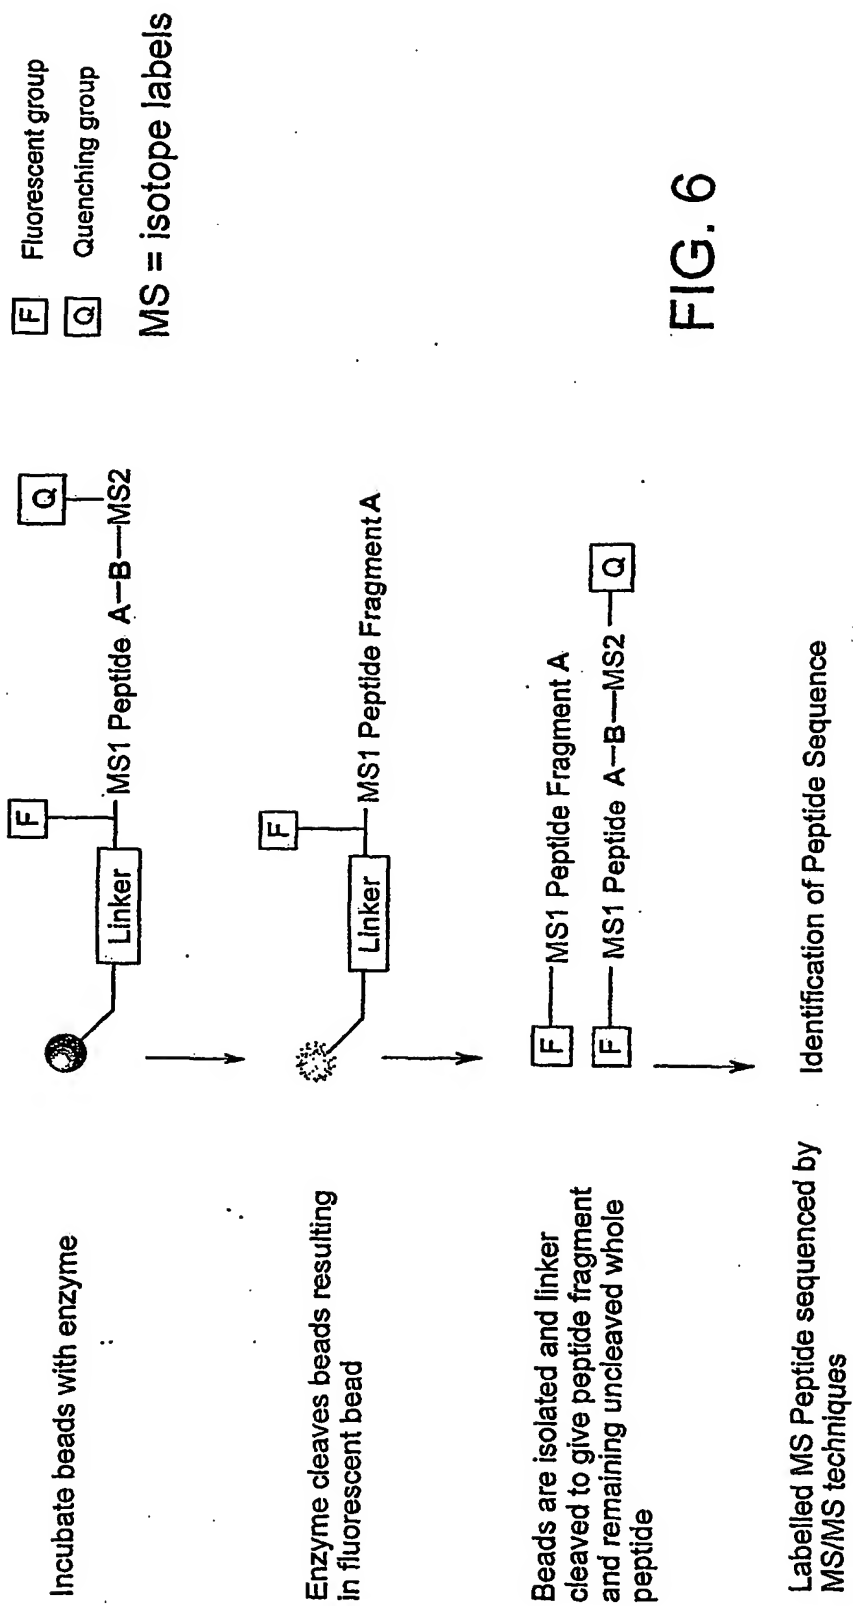 F Fluorescent group
Q Quenching group
MS = isotope labels
Incubate beads with enzyme
F
Q
Linker
MS1 Peptide A—B—MS2
Enzyme cleaves beads resulting
in fluorescent bead
F
Linker
MS1 Peptide Fragment A
Beads are isolated and linker
cleaved to give peptide fragment
and remaining uncleaved whole
peptide
F MS1 Peptide Fragment A
F MS1 Peptide A—B—MS2 Q
Labelled MS Peptide sequenced by
MS/MS techniques
Identification of Peptide Sequence
FIG. 6